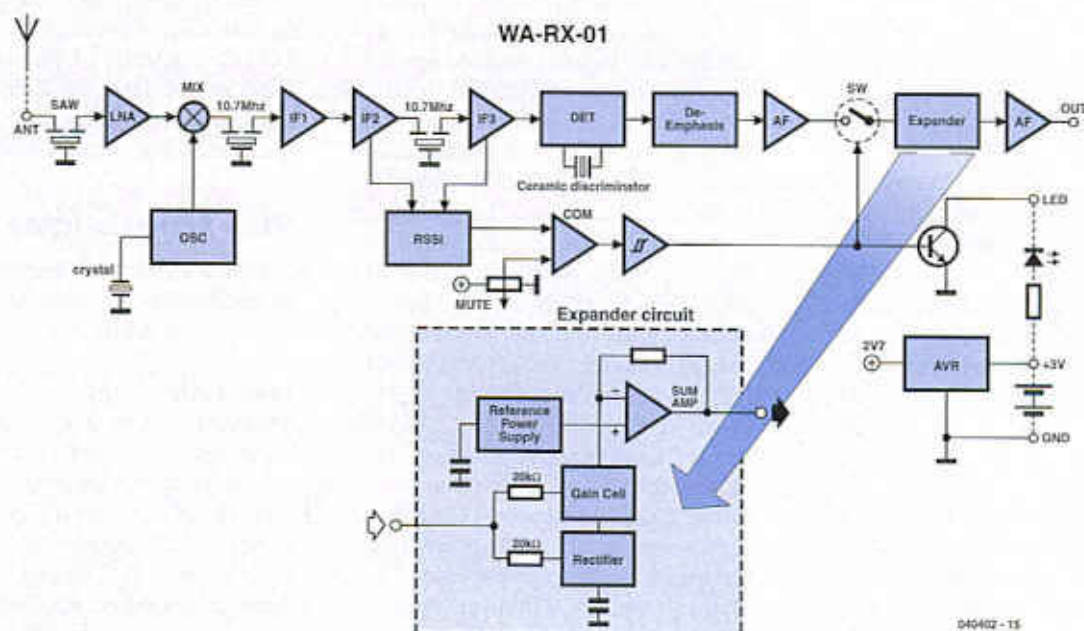 WA-RX-01
ANT
SAW
LNA
MIX
10.7Mhz
IF1
IF2
10.7Mhz
IF3
DET
Ceramic discriminator
De-
Emphasis
AF
SW
Expander
AF
OUT
OSC
crystal
RSSI
COM
MUTE
LED
2V7
AVR
+3V
GND
Expander circuit
Reference
Power
Supply
SUM
AMP
20kΩ
Gain Cell
20kΩ
Rectifier
040402 - 15